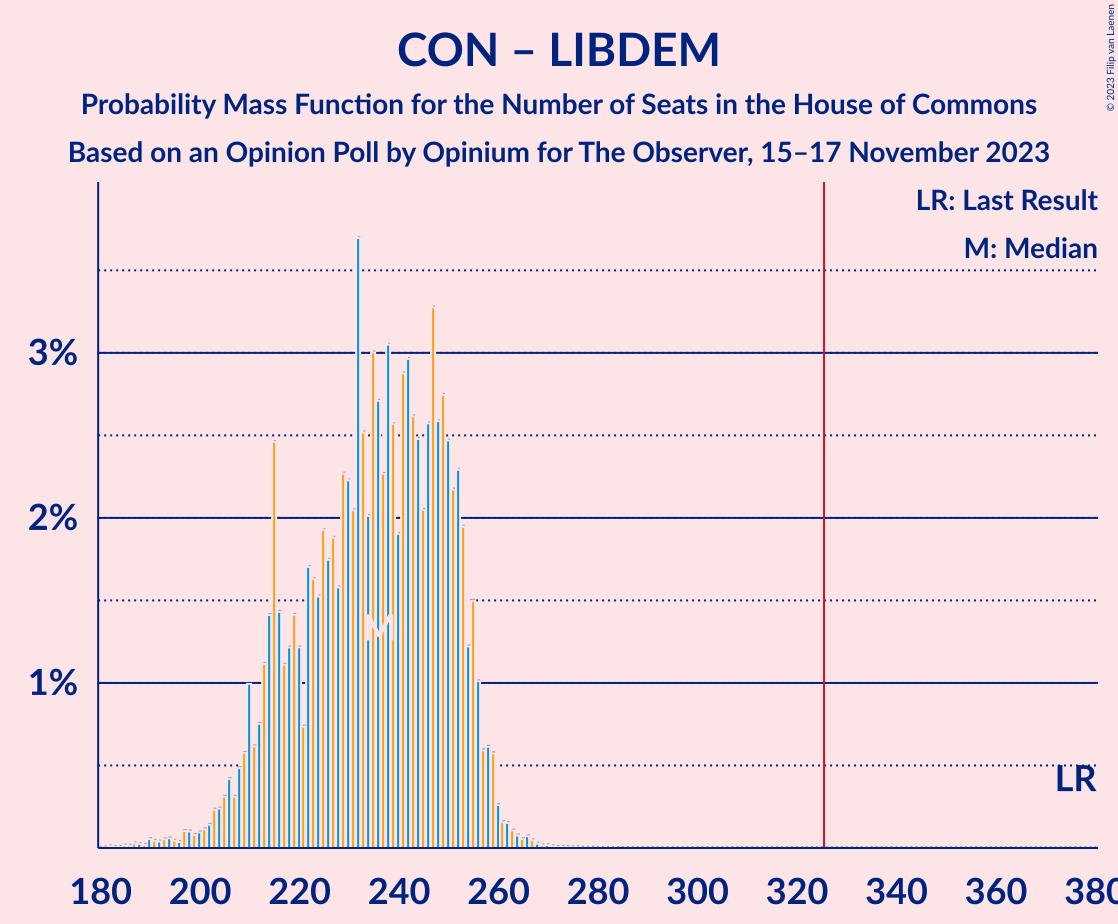 CON – LIBDEM
Probability Mass Function for the Number of Seats in the House of Commons
Based on an Opinion Poll by Opinium for The Observer, 15–17 November 2023
© 2023 Filip van Laenen
LR: Last Result
M: Median
3%
2%
1%
M
LR
180 200 220 240 260 280 300 320 340 360 380